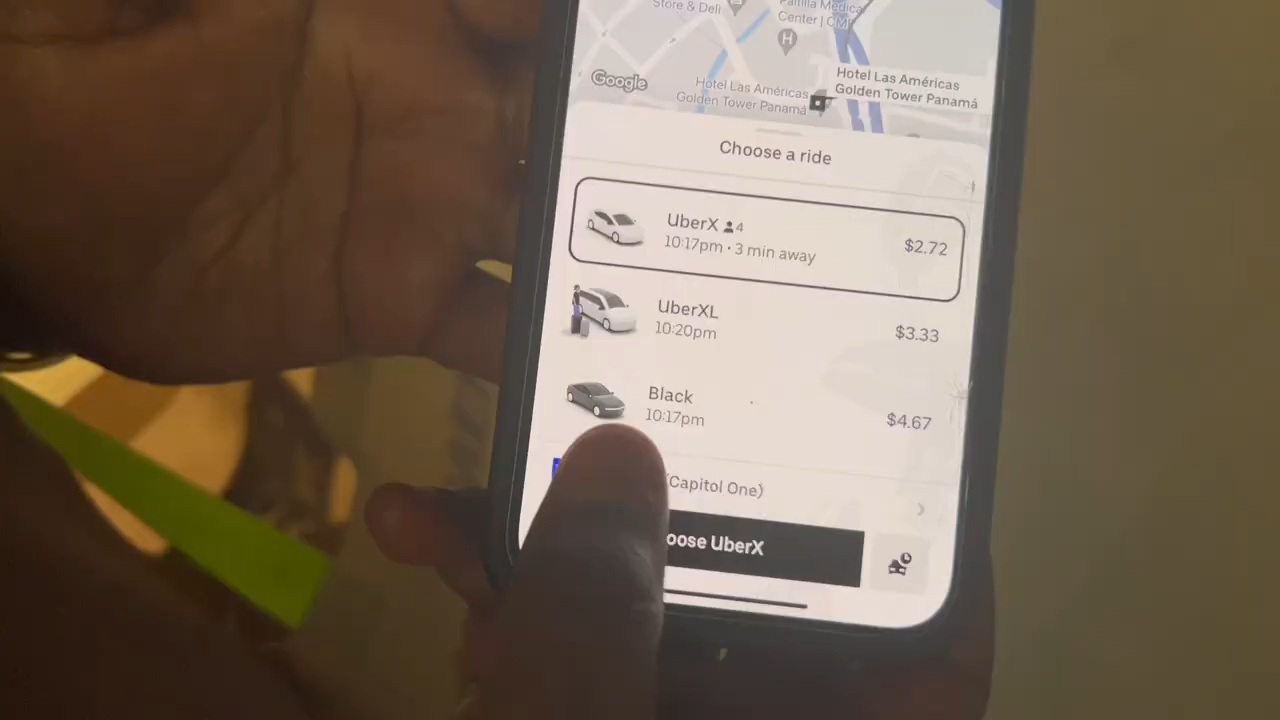 Store & Deli
Medical
Center | CMP
H
Google
Hotel Las Américas
Golden Tower Panamá
Hotel Las Américas
Golden Tower Panamá
Choose a ride
UberX 4
10:17pm • 3 min away
$2.72
UberXL
10:20pm
$3.33
Black
10:17pm
$4.67
(Capitol One)
oose UberX